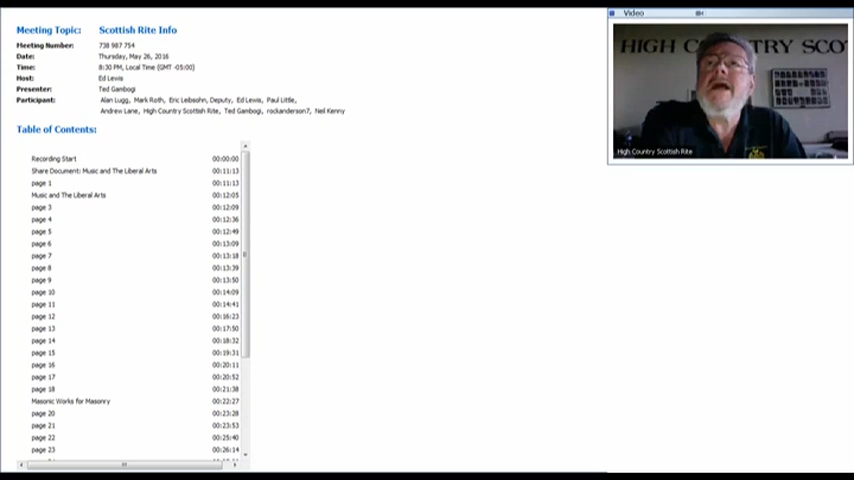 Meeting Topic: Scottish Rite Info
Meeting Number: 738 987 754
Date: Thursday, May 26, 2016
Time: 8:30 PM, Local Time (GMT -05:00)
Host: Ed Lewis
Presenter: Ted Gambogi
Participant: Alan Lugg, Mark Roth, Eric Leibsohn, Deputy, Ed Lewis, Paul Little,
Andrew Lane, High Country Scottish Rite, Ted Gambogi, rockanderson7, Neil Kenny
Table of Contents:
Recording Start 00:00:00
Share Document: Music and The Liberal Arts 00:11:13
page 1 00:11:13
Music and The Liberal Arts 00:12:05
page 3 00:12:09
page 4 00:12:36
page 5 00:12:49
page 6 00:13:09
page 7 00:13:18
page 8 00:13:39
page 9 00:13:50
page 10 00:14:09
page 11 00:14:41
page 12 00:16:23
page 13 00:17:50
page 14 00:18:32
page 15 00:19:31
page 16 00:20:11
page 17 00:20:52
page 18 00:21:38
Masonic Works for Masonry 00:22:27
page 20 00:23:28
page 21 00:23:53
page 22 00:25:40
page 23 00:26:14
Video
HIGH C TRY SCO
High Country Scottish Rite